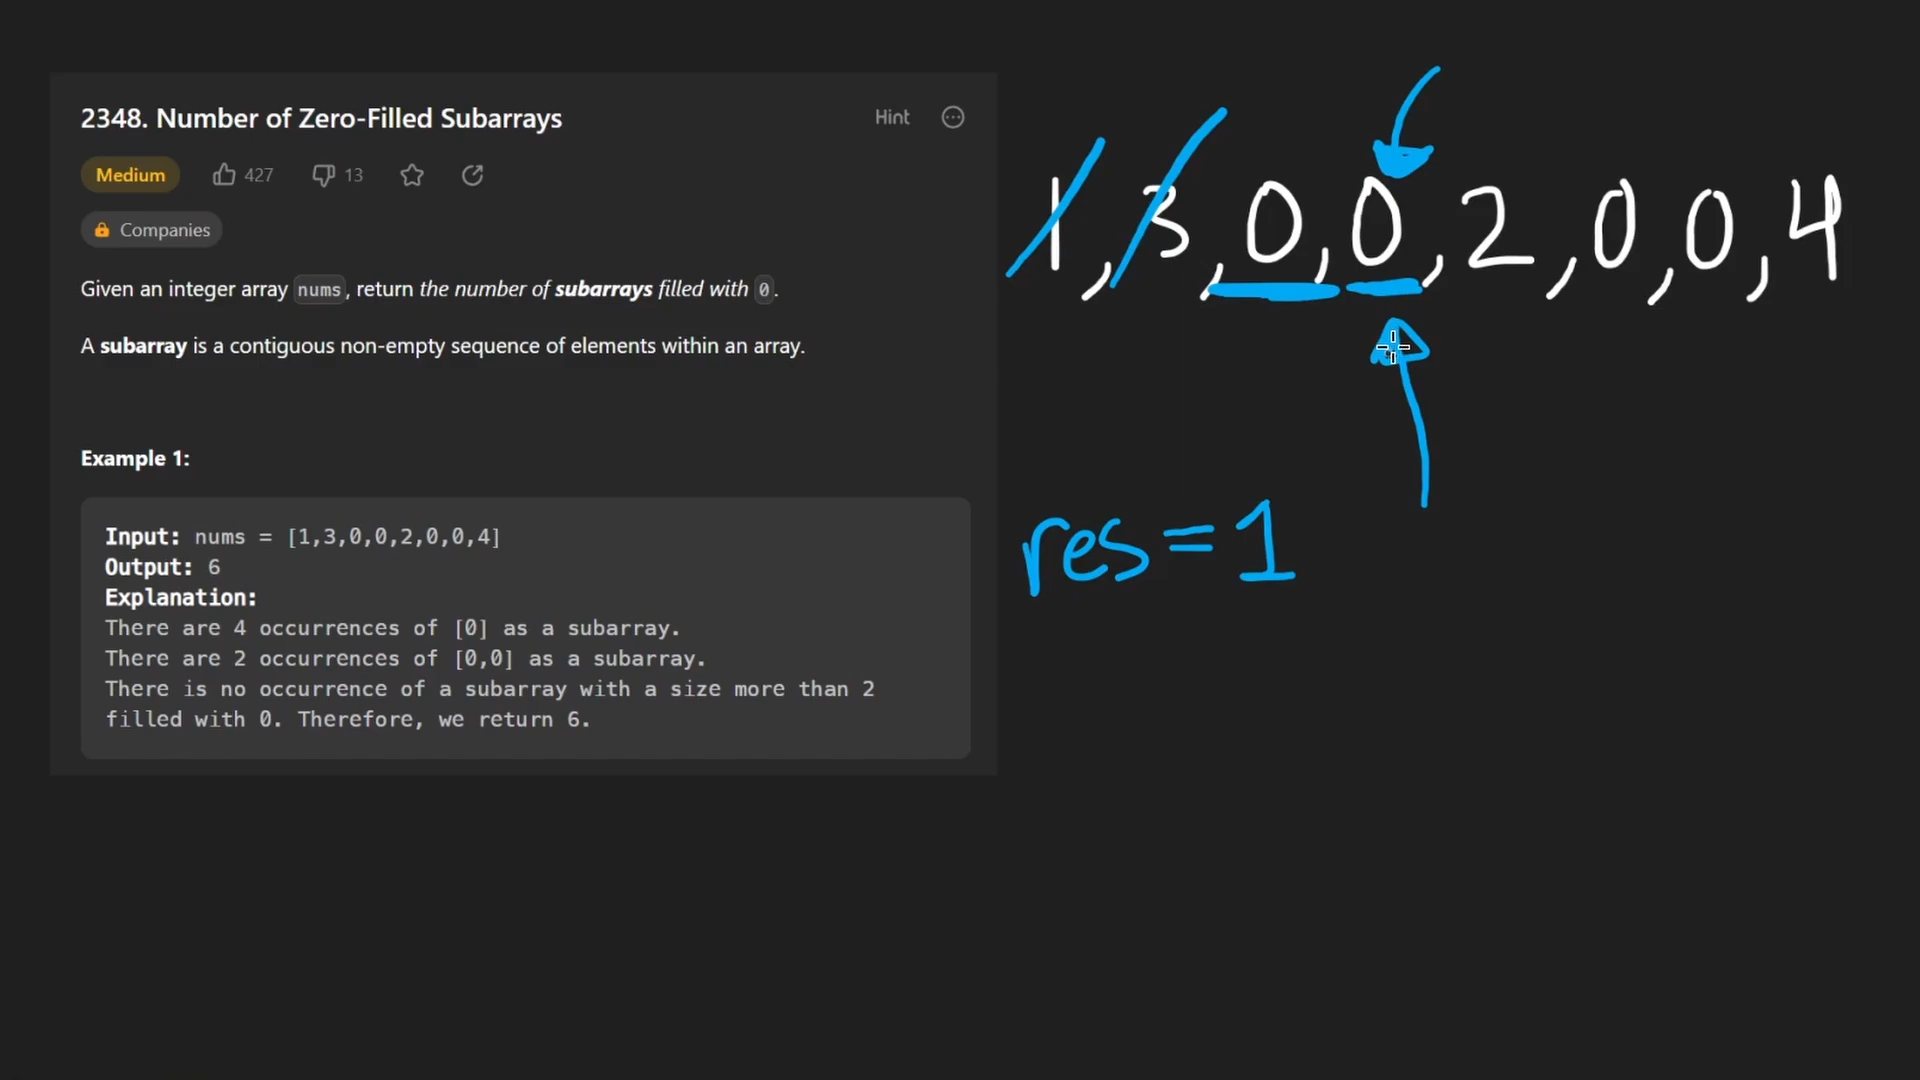 2348. Number of Zero-Filled Subarrays
Hint
Medium
427
13
Companies
Given an integer array nums, return the number of subarrays filled with 0.
A subarray is a contiguous non-empty sequence of elements within an array.
Example 1:
Input: nums = [1,3,0,0,2,0,0,4]
Output: 6
Explanation:
There are 4 occurrences of [0] as a subarray.
There are 2 occurrences of [0,0] as a subarray.
There is no occurrence of a subarray with a size more than 2
filled with 0. Therefore, we return 6.
1,3,0,0,2,0,0,4
res=1